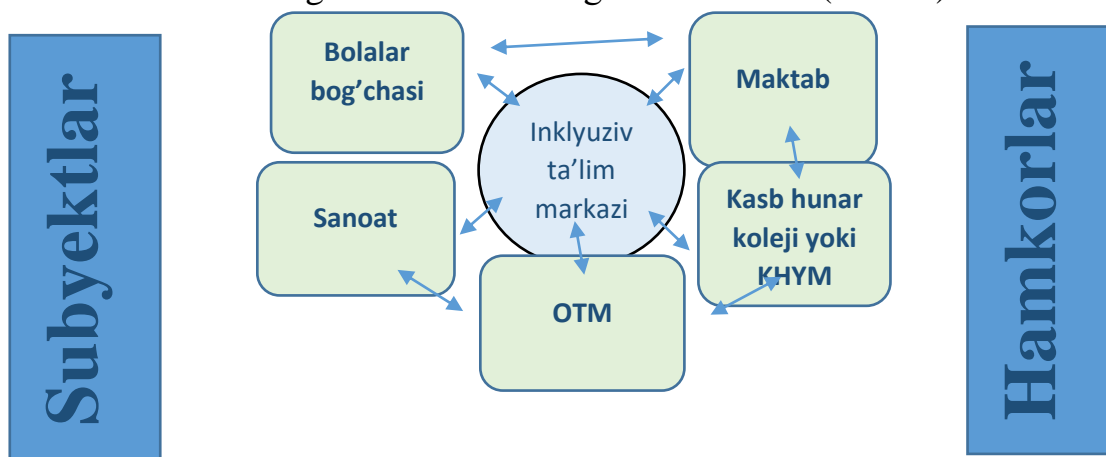 Subyektlar
Bolalar
bog’chasi
Maktab
Inklyuziv
ta’lim
markazi
Sanoat
Kasb hunar
koleji yoki
KHYM
OTM
Hamkorlar